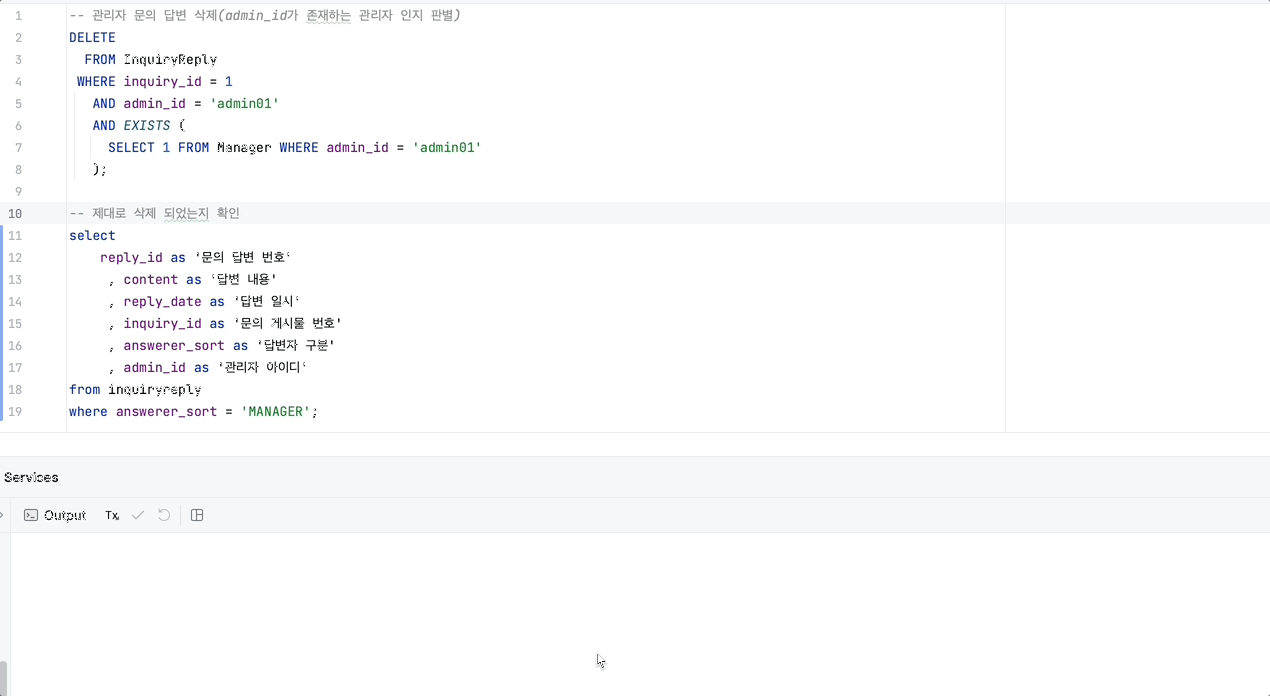 1 -- 관리자 문의 답변 삭제(admin_id가 존재하는 관리자 인지 판별)
2 DELETE
3 FROM InquiryReply
4 WHERE inquiry_id = 1
5 AND admin_id = 'admin01'
6 AND EXISTS (
7 SELECT 1 FROM Manager WHERE admin_id = 'admin01'
8 );
9
10 -- 제대로 삭제 되었는지 확인
11 select
12 reply_id as '문의 답변 번호'
13 , content as '답변 내용'
14 , reply_date as '답변 일시'
15 , inquiry_id as '문의 게시물 번호'
16 , answerer_sort as '답변자 구분'
17 , admin_id as '관리자 아이디'
18 from inquiryreply
19 where answerer_sort = 'MANAGER';
Services
Output Tx